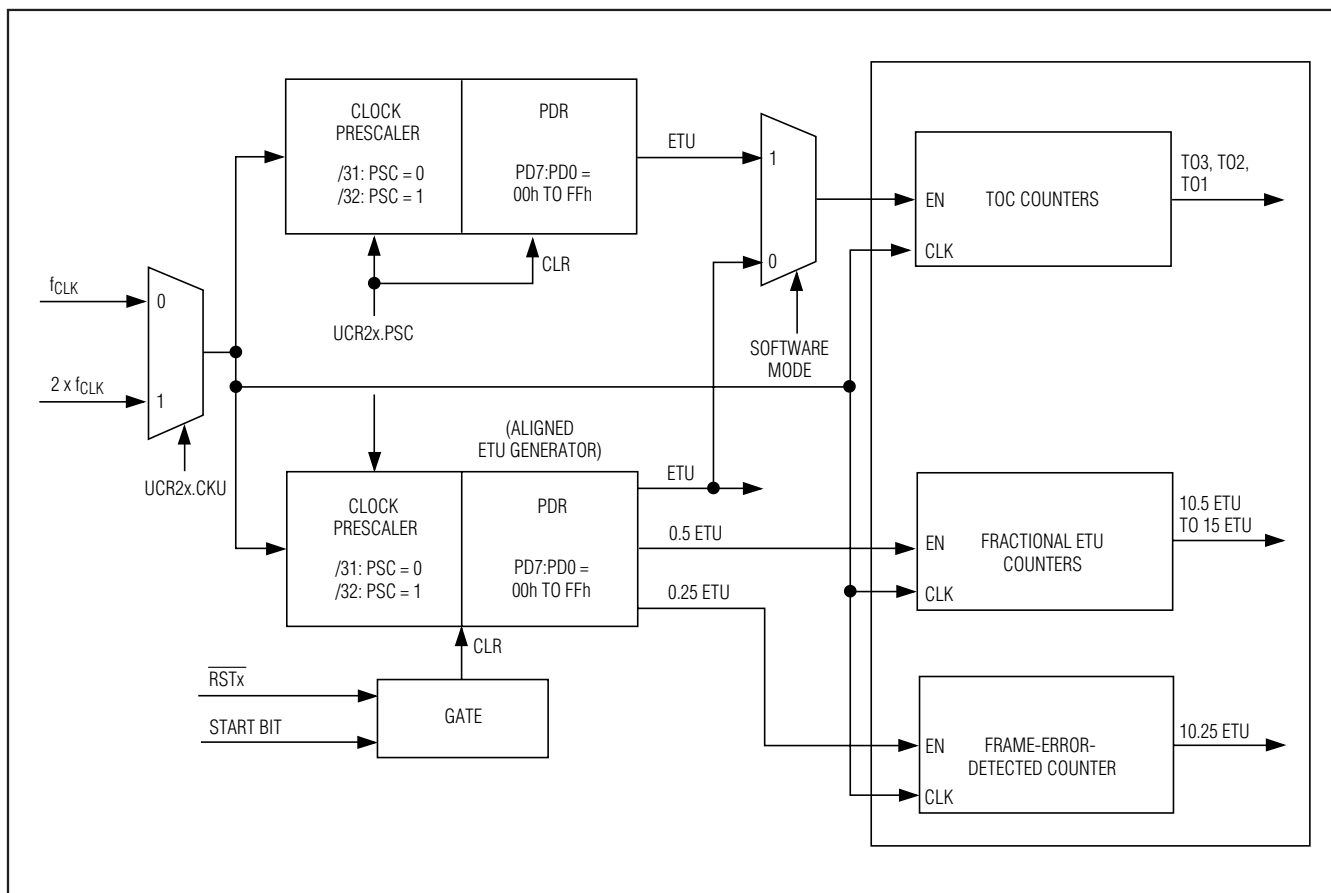 CLOCK
PRESCALER
/31: PSC = 0
/32: PSC = 1
PDR
PD7:PD0 =
00h TO FFh
ETU
CLR
UCR2x.PSC
fCLK
2 x fCLK
0
1
UCR2x.CKU
1
0
SOFTWARE
MODE
EN
CLK
TOC COUNTERS
TO3, TO2,
TO1
(ALIGNED
ETU GENERATOR)
CLOCK
PRESCALER
/31: PSC = 0
/32: PSC = 1
PDR
PD7:PD0 =
00h TO FFh
ETU
0.5 ETU
0.25 ETU
CLR
RSTx
START BIT
GATE
EN
CLK
FRACTIONAL ETU
COUNTERS
10.5 ETU
TO 15 ETU
EN
CLK
FRAME-ERROR-
DETECTED COUNTER
10.25 ETU